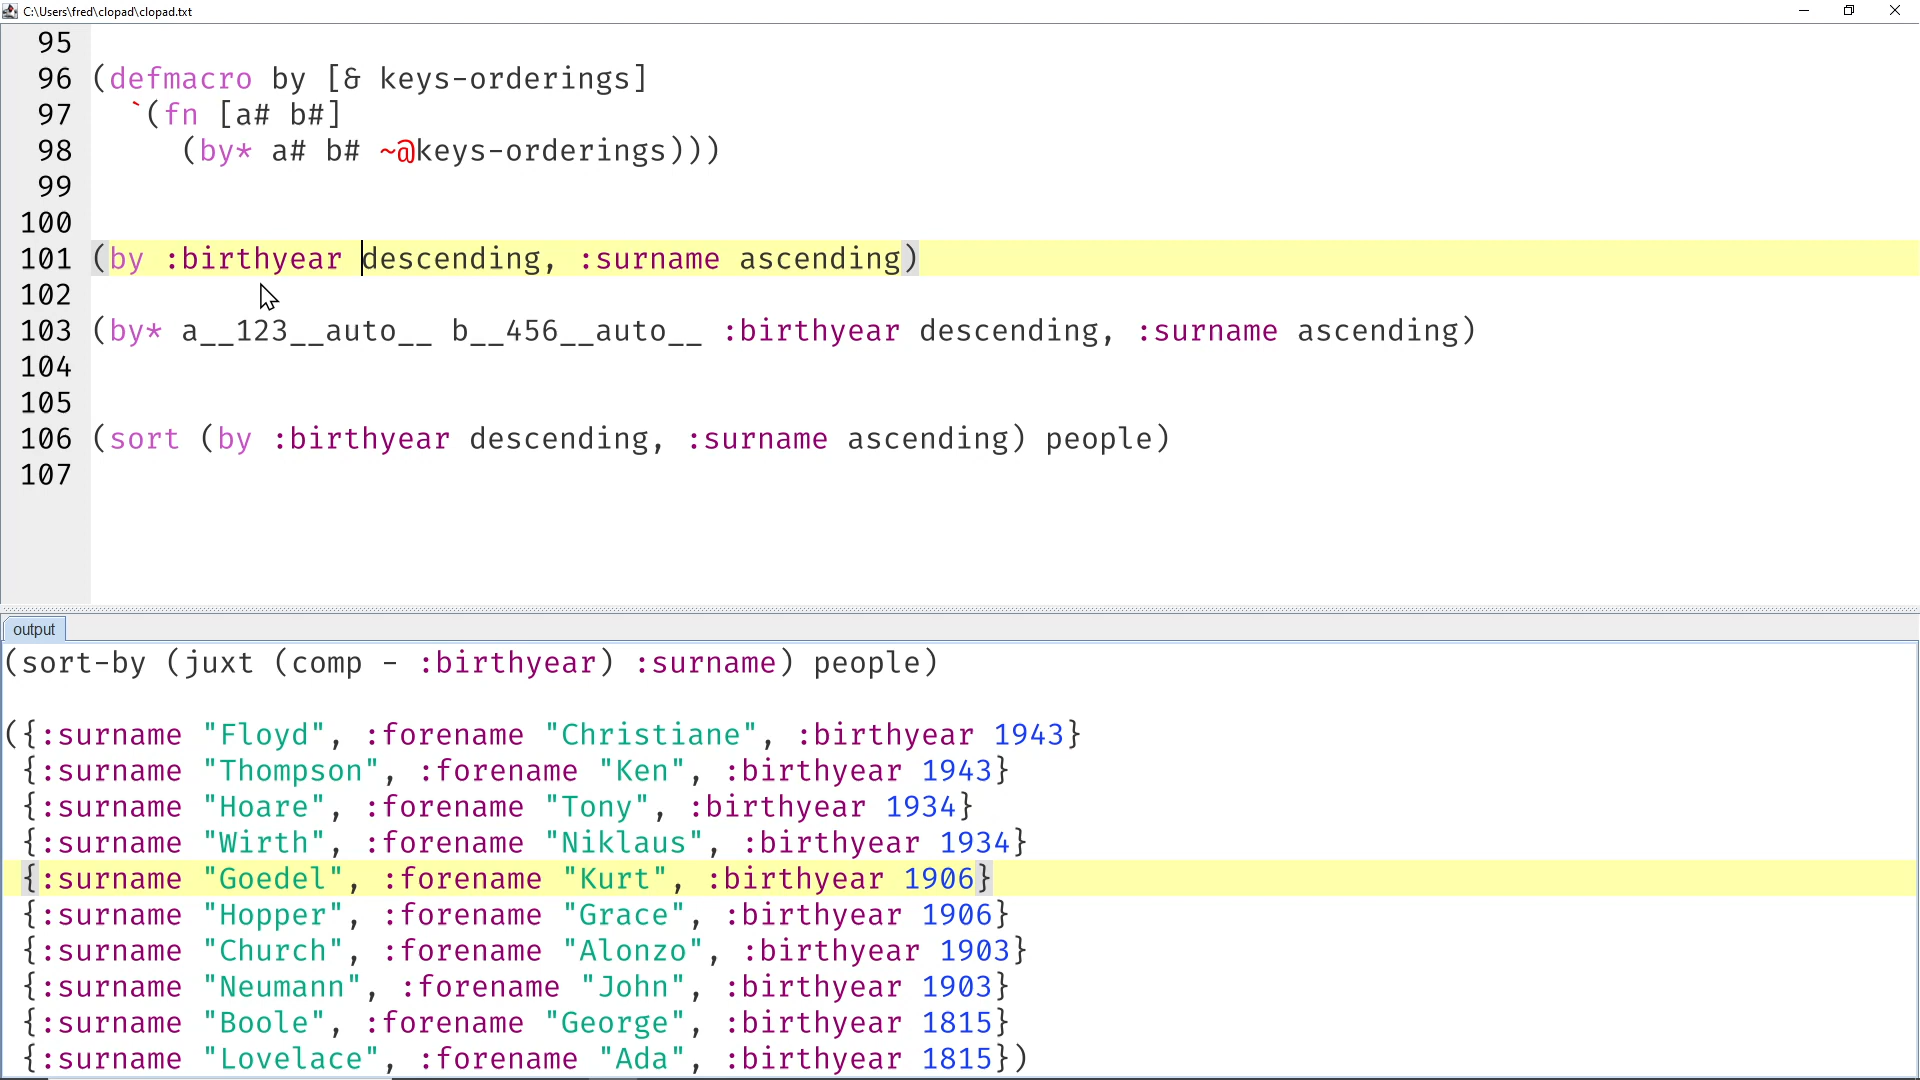 C:\Users\fred\clopad\clopad.txt
95
96 (defmacro by [& keys-orderings]
97   `(fn [a# b#]
98      (by* a# b# ~@keys-orderings)))
99
100
101 (by :birthyear descending, :surname ascending)
102
103 (by* a__123__auto__ b__456__auto__ :birthyear descending, :surname ascending)
104
105
106 (sort (by :birthyear descending, :surname ascending) people)
107
output
(sort-by (juxt (comp - :birthyear) :surname) people)
({:surname "Floyd", :forename "Christiane", :birthyear 1943}
 {:surname "Thompson", :forename "Ken", :birthyear 1943}
 {:surname "Hoare", :forename "Tony", :birthyear 1934}
 {:surname "Wirth", :forename "Niklaus", :birthyear 1934}
 {:surname "Goedel", :forename "Kurt", :birthyear 1906}
 {:surname "Hopper", :forename "Grace", :birthyear 1906}
 {:surname "Church", :forename "Alonzo", :birthyear 1903}
 {:surname "Neumann", :forename "John", :birthyear 1903}
 {:surname "Boole", :forename "George", :birthyear 1815}
 {:surname "Lovelace", :forename "Ada", :birthyear 1815})